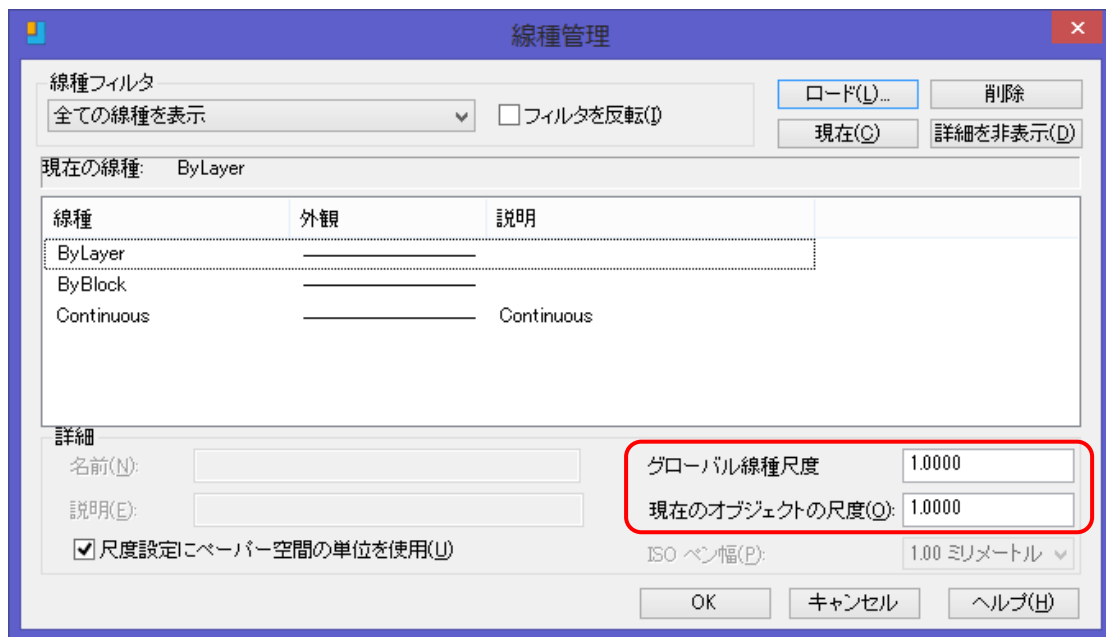 線種管理
線種フィルタ
全ての線種を表示
フィルタを反転(I)
ロード(L)...
削除
現在(C)
詳細を非表示(D)
現在の線種: ByLayer
線種 外観 説明
ByLayer
ByBlock
Continuous Continuous
詳細
名前(N):
説明(E):
尺度設定にペーパー空間の単位を使用(U)
グローバル線種尺度 1.0000
現在のオブジェクトの尺度(O): 1.0000
ISO ペン幅(P): 1.00 ミリメートル
OK キャンセル ヘルプ(H)